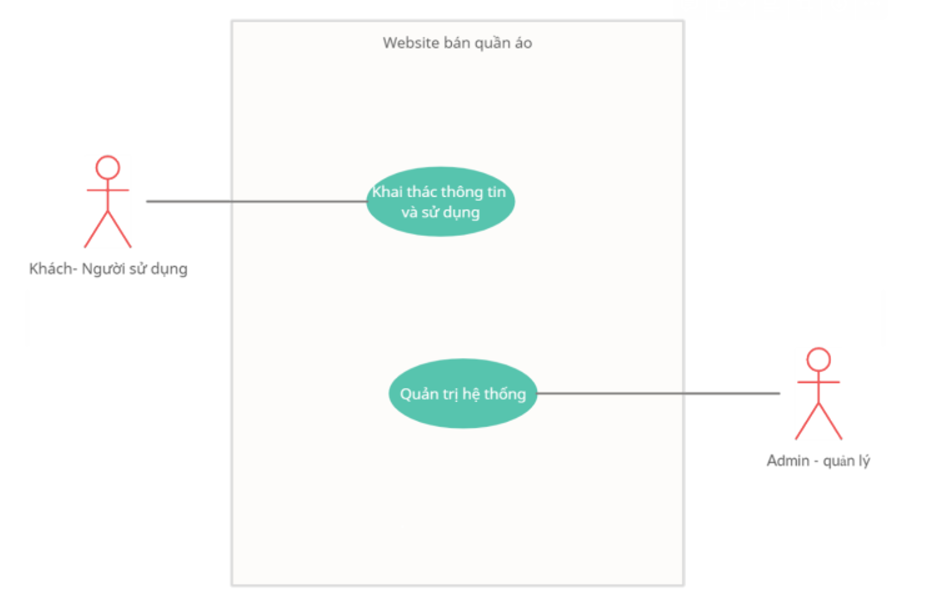 Website bán quần áo
Khai thác thông tin
và sử dụng
Khách- Người sử dụng
Quản trị hệ thống
Admin - quản lý